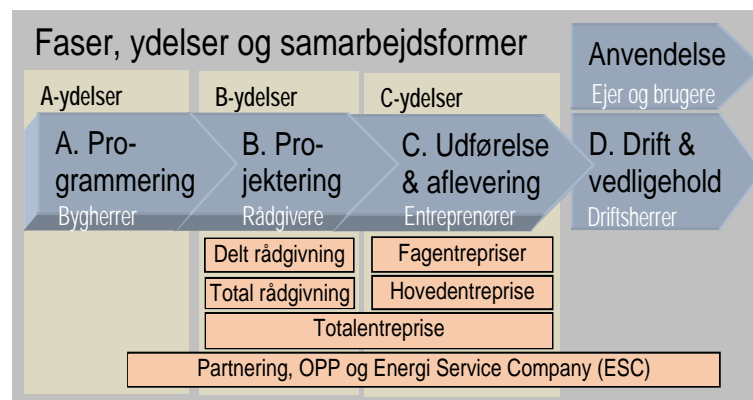 Faser, ydelser og samarbejdsformer
A-ydelser
B-ydelser
C-ydelser
A. Pro-
grammering
Bygherrer
B. Pro-
jektering
Rådgivere
C. Udførelse
& aflevering
Entreprenører
Anvendelse
Ejer og brugere
D. Drift &
vedligehold
Driftsherrer
Delt rådgivning
Fagentrepriser
Total rådgivning
Hovedentreprise
Totalentreprise
Partnering, OPP og Energi Service Company (ESC)